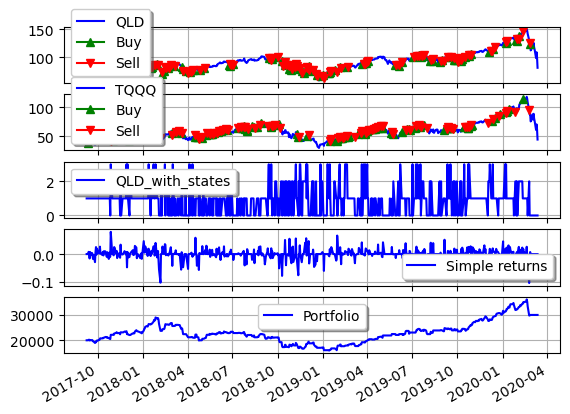 QLD
Buy
Sell
150
100
TQQQ
Buy
Sell
100
50
QLD_with_states
2
0
Simple returns
0.0
−0.1
Portfolio
30000
20000
2017-10 2018-01 2018-04 2018-07 2018-10 2019-01 2019-04 2019-07 2019-10 2020-01 2020-04